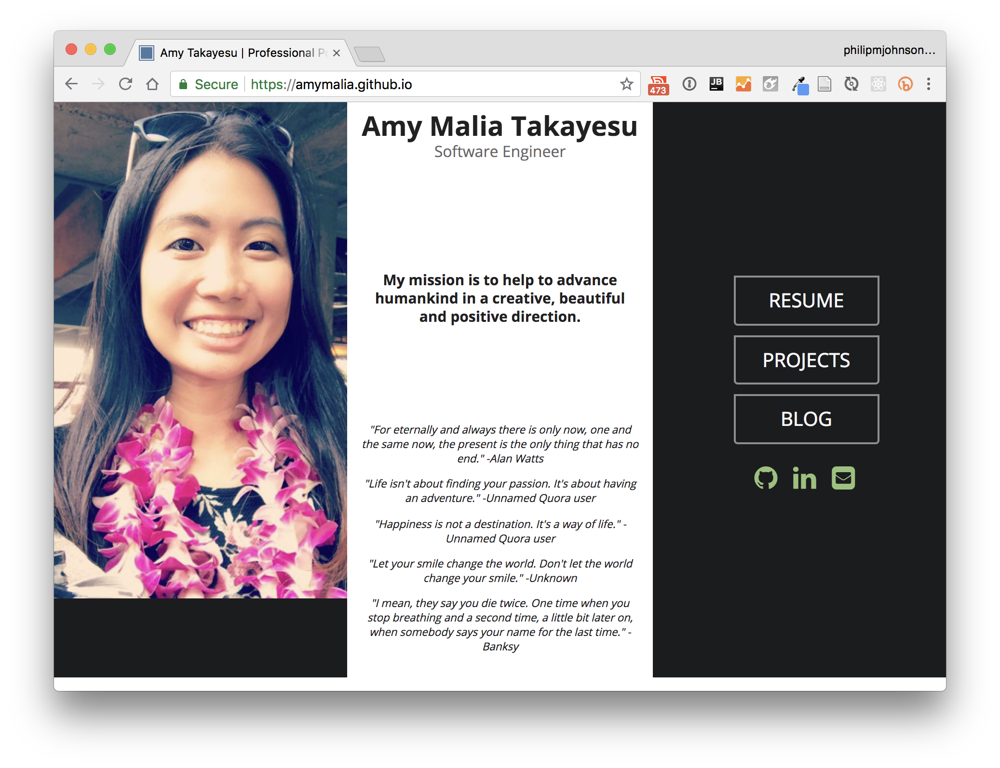 Amy Takayesu | Professional
philipmjohnson...
Secure
https://amymalia.github.io
473
JB
Amy Malia Takayesu
Software Engineer
My mission is to help to advance
humankind in a creative, beautiful
and positive direction.
"For eternally and always there is only now, one and
the same now, the present is the only thing that has no
end." -Alan Watts
"Life isn't about finding your passion. It's about having
an adventure." -Unnamed Quora user
"Happiness is not a destination. It's a way of life." -
Unnamed Quora user
"Let your smile change the world. Don't let the world
change your smile." -Unknown
"I mean, they say you die twice. One time when you
stop breathing and a second time, a little bit later on,
when somebody says your name for the last time." -
Banksy
RESUME
PROJECTS
BLOG
in